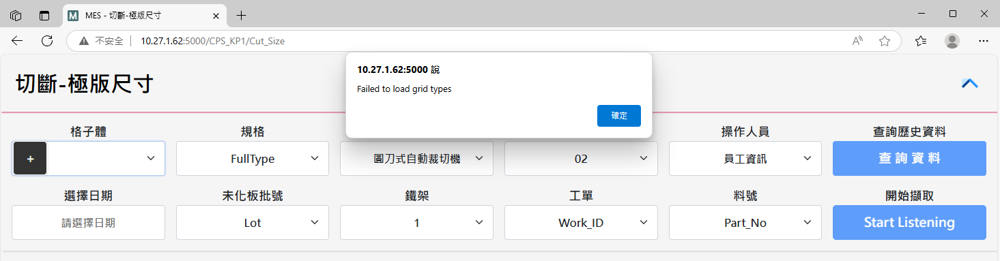 MES - 切斷-極版尺寸
不安全 10.27.1.62:5000/CPS_KP1/Cut_Size
10.27.1.62:5000 說
Failed to load grid types
確定
切斷-極版尺寸
格子體 規格 操作人員 查詢歷史資料
+ FullType 圓刀式自動裁切機 02 員工資訊 查詢資料
選擇日期 未化板批號 鐵架 工單 料號 開始擷取
請選擇日期 Lot 1 Work_ID Part_No Start Listening